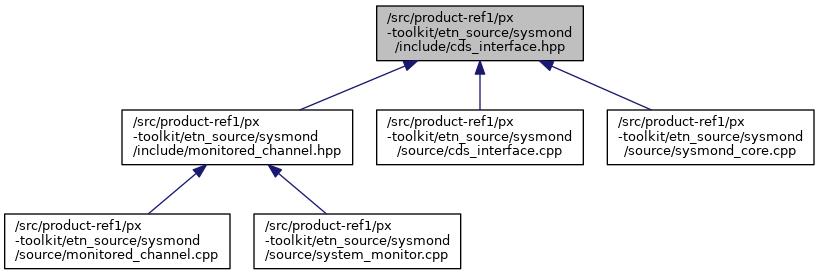 /src/product-ref1/px
-toolkit/etn_source/sysmond
/include/cds_interface.hpp
/src/product-ref1/px
-toolkit/etn_source/sysmond
/include/monitored_channel.hpp
/src/product-ref1/px
-toolkit/etn_source/sysmond
/source/cds_interface.cpp
/src/product-ref1/px
-toolkit/etn_source/sysmond
/source/sysmond_core.cpp
/src/product-ref1/px
-toolkit/etn_source/sysmond
/source/monitored_channel.cpp
/src/product-ref1/px
-toolkit/etn_source/sysmond
/source/system_monitor.cpp